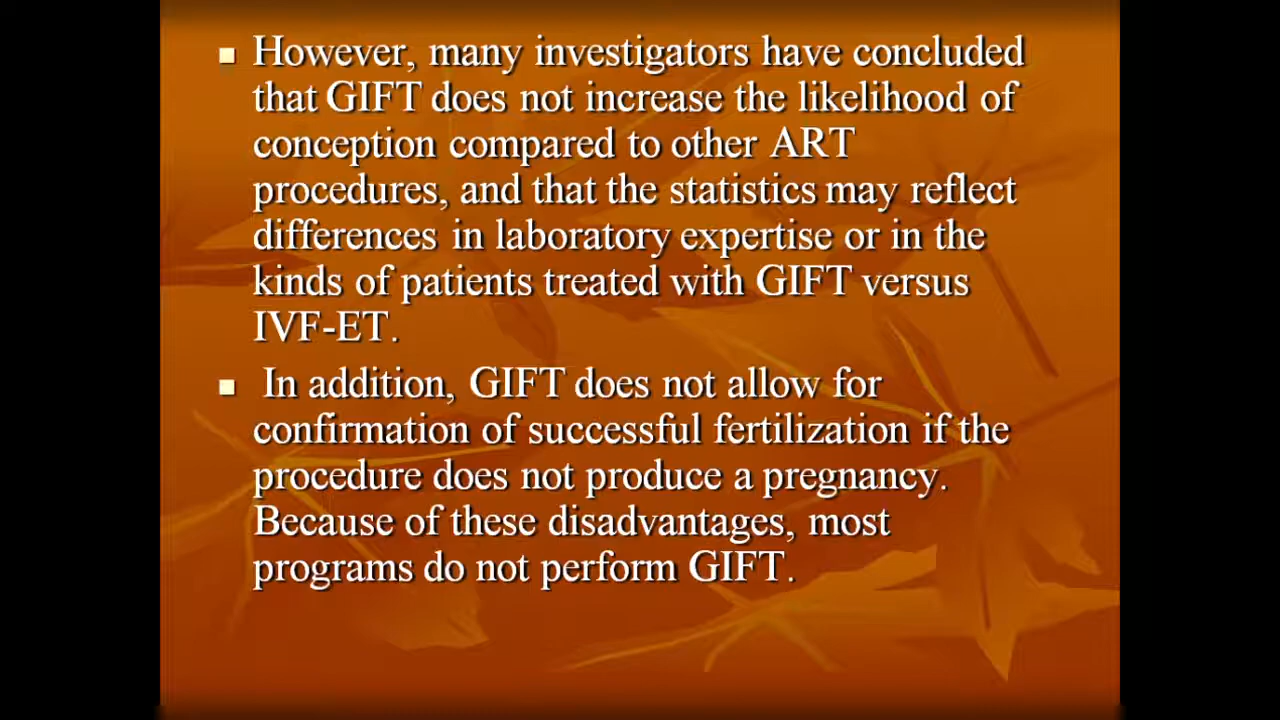 However, many investigators have concluded
that GIFT does not increase the likelihood of
conception compared to other ART
procedures, and that the statistics may reflect
differences in laboratory expertise or in the
kinds of patients treated with GIFT versus
IVF-ET.
In addition, GIFT does not allow for
confirmation of successful fertilization if the
procedure does not produce a pregnancy.
Because of these disadvantages, most
programs do not perform GIFT.